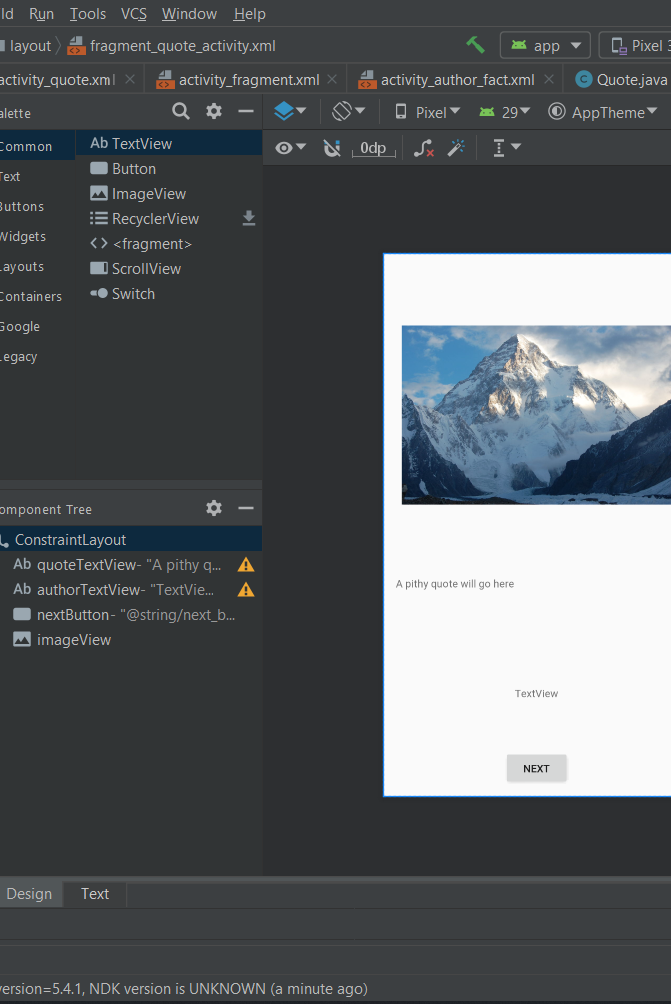 ld Run Tools VCS Window Help
layout fragment_quote_activity.xml app Pixel 3
activity_quote.xml activity_fragment.xml activity_author_fact.xml Quote.java
alette Pixel 29 AppTheme
Common
Text
Buttons
Widgets
Layouts
Containers
Google
Legacy
Ab TextView
Button
ImageView
RecyclerView
<fragment>
ScrollView
Switch
0dp
A pithy quote will go here
TextView
NEXT
omponent Tree
ConstraintLayout
Ab quoteTextView- "A pithy q...
Ab authorTextView- "TextVie...
nextButton- "@string/next_b...
imageView
Design Text
version=5.4.1, NDK version is UNKNOWN (a minute ago)